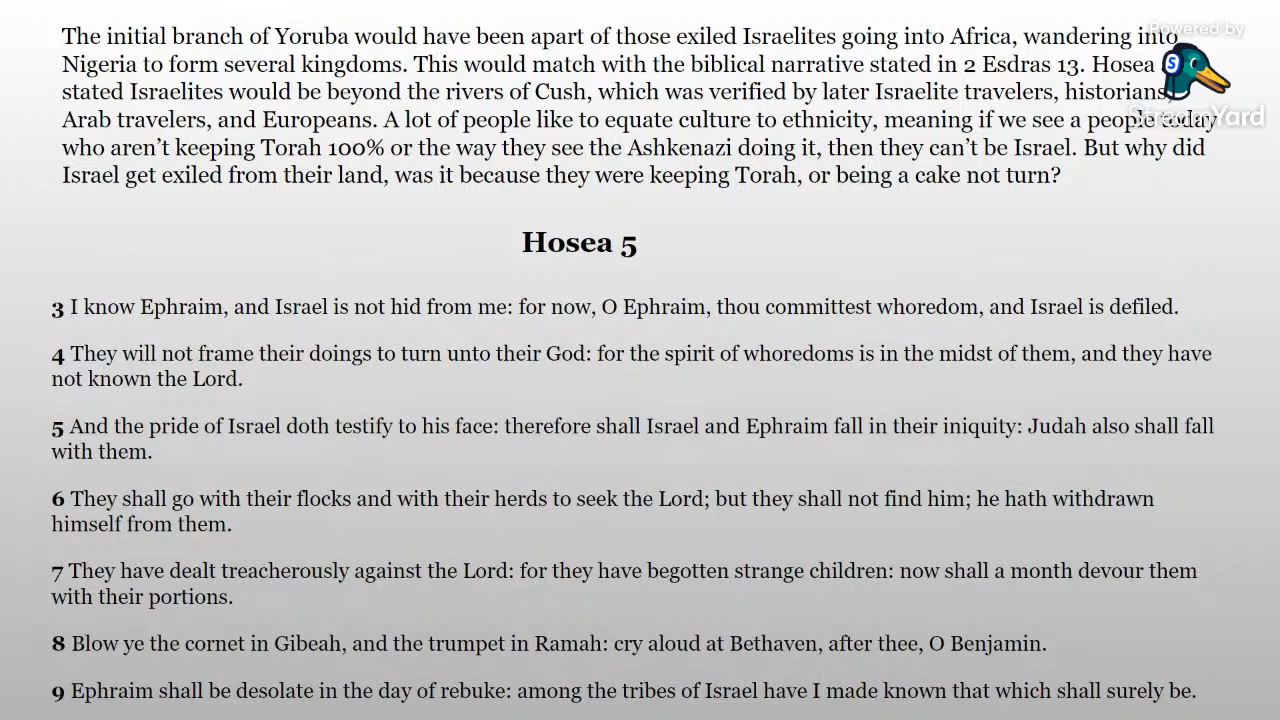 The initial branch of Yoruba would have been apart of those exiled Israelites going into Africa, wandering into
Powered by
Nigeria to form several kingdoms. This would match with the biblical narrative stated in 2 Esdras 13. Hosea
S
stated Israelites would be beyond the rivers of Cush, which was verified by later Israelite travelers, historians,
Arab travelers, and Europeans. A lot of people like to equate culture to ethnicity, meaning if we see a people today
StreamYard
who aren’t keeping Torah 100% or the way they see the Ashkenazi doing it, then they can’t be Israel. But why did
Israel get exiled from their land, was it because they were keeping Torah, or being a cake not turn?
Hosea 5
3 I know Ephraim, and Israel is not hid from me: for now, O Ephraim, thou committest whoredom, and Israel is defiled.
4 They will not frame their doings to turn unto their God: for the spirit of whoredoms is in the midst of them, and they have
not known the Lord.
5 And the pride of Israel doth testify to his face: therefore shall Israel and Ephraim fall in their iniquity: Judah also shall fall
with them.
6 They shall go with their flocks and with their herds to seek the Lord; but they shall not find him; he hath withdrawn
himself from them.
7 They have dealt treacherously against the Lord: for they have begotten strange children: now shall a month devour them
with their portions.
8 Blow ye the cornet in Gibeah, and the trumpet in Ramah: cry aloud at Bethaven, after thee, O Benjamin.
9 Ephraim shall be desolate in the day of rebuke: among the tribes of Israel have I made known that which shall surely be.